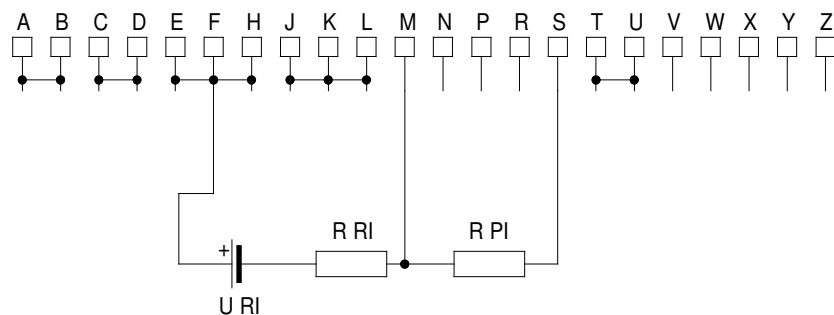 A B C D E F H J K L M N P R S T U V W X Y Z
R RI R PI
+
U RI